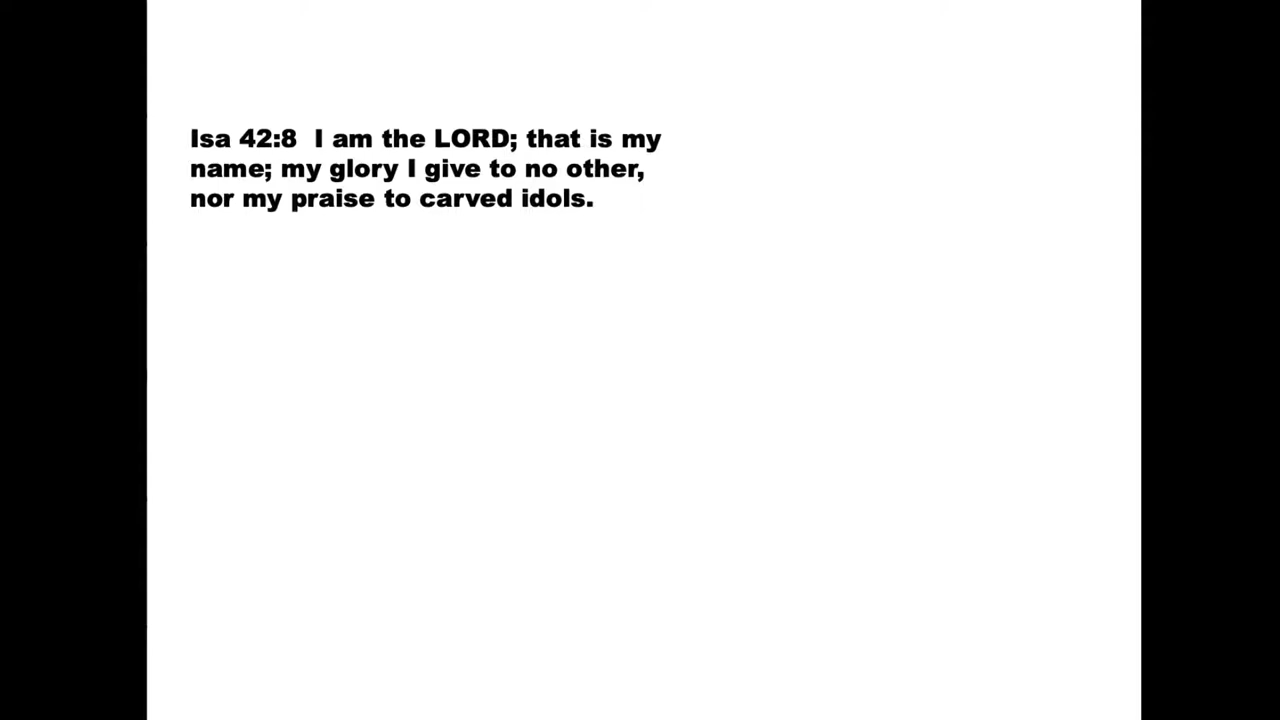 Isa 42:8  I am the LORD; that is my
name; my glory I give to no other,
nor my praise to carved idols.